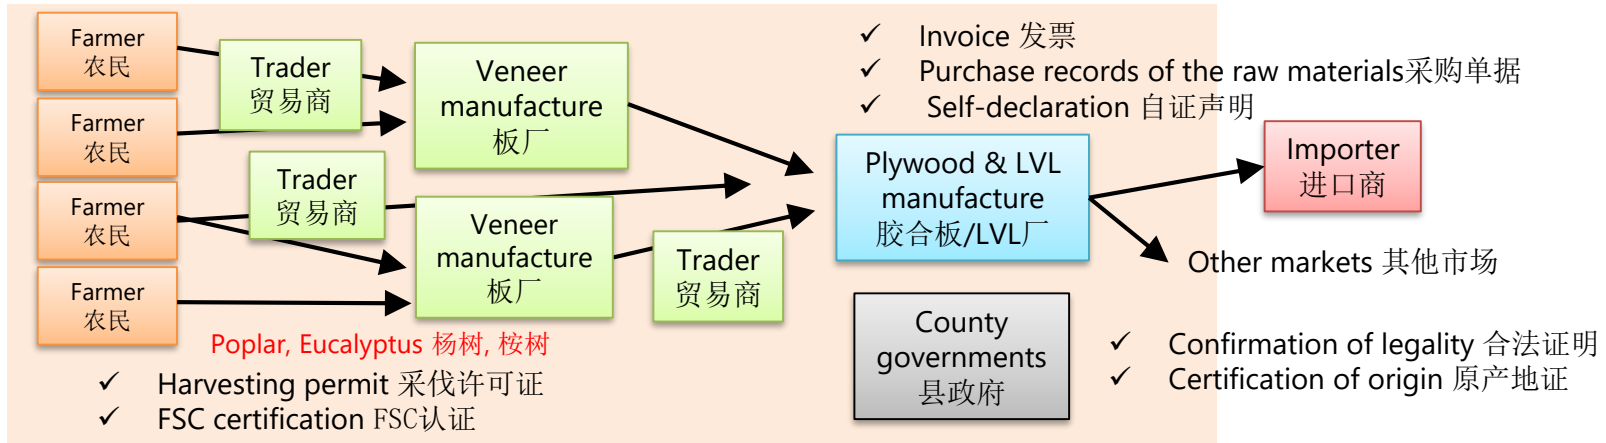 Farmer
农民
Farmer
农民
Farmer
农民
Farmer
农民
Trader
贸易商
Trader
贸易商
Veneer
manufacture
板厂
Veneer
manufacture
板厂
Trader
贸易商
Poplar, Eucalyptus 杨树, 桉树
✓ Harvesting permit 采伐许可证
✓ FSC certification FSC认证
✓ Invoice 发票
✓ Purchase records of the raw materials采购单据
✓ Self-declaration 自证声明
Plywood & LVL
manufacture
胶合板/LVL厂
Importer
进口商
Other markets 其他市场
County
governments
县政府
✓ Confirmation of legality 合法证明
✓ Certification of origin 原产地证